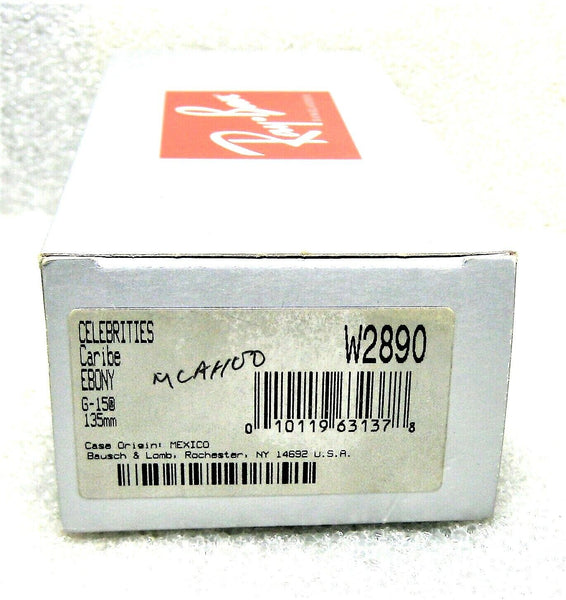 Ray-Ban
CELEBRITIES
Caribe
EBONY
G-15®
135mm
W2890
MCAHOO
0 10119 63137 8
Case Origin: MEXICO
Bausch & Lomb, Rochester, NY 14692 U.S.A.